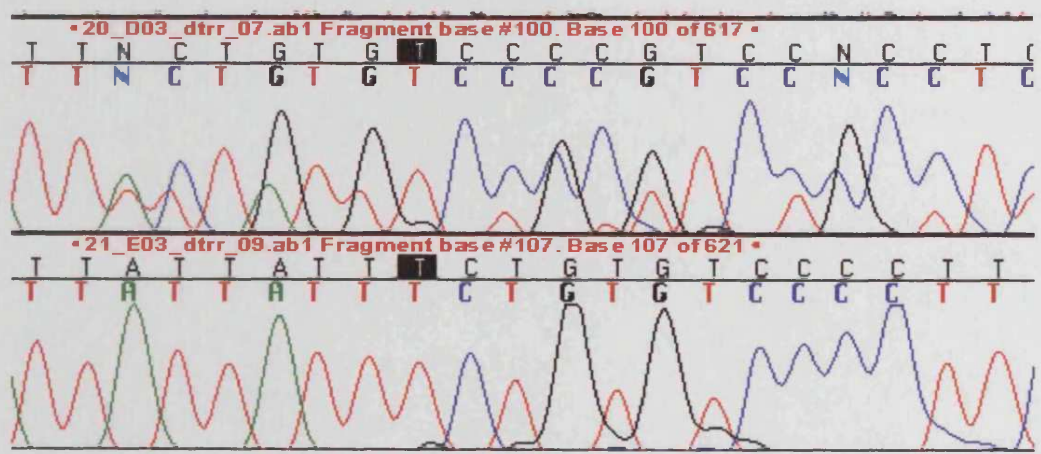 •20_D03_dtrr_07.ab1 Fragment base #100. Base 100 of 617 •
T T N C T G T G T C C C C G T C C N C C T C
T T N C T G T G T C C C C G T C C N C C T C
•21_E03_dtrr_09.ab1 Fragment base #107. Base 107 of 621 •
T T A T T A T T T C T G T G T C C C C T T
T T A T T A T T T C T G T G T C C C C T T